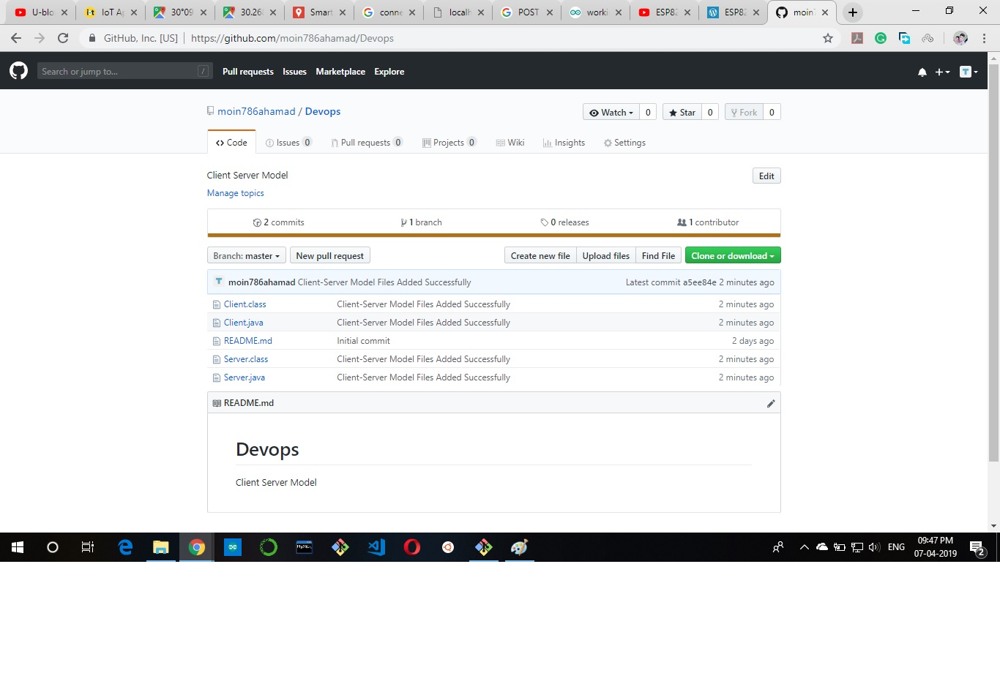 U-blo IoT Ap 30°09 30.26 Smart conne localh POST worki ESP82 ESP82 moin7
GitHub, Inc. [US] https://github.com/moin786ahamad/Devops
Search or jump to... / Pull requests Issues Marketplace Explore
moin786ahamad / Devops Watch 0 Star 0 Fork 0
Code Issues 0 Pull requests 0 Projects 0 Wiki Insights Settings
Client Server Model Edit
Manage topics
2 commits 1 branch 0 releases 1 contributor
Branch: master New pull request Create new file Upload files Find File Clone or download
moin786ahamad Client-Server Model Files Added Successfully Latest commit a5ee84e 2 minutes ago
Client.class Client-Server Model Files Added Successfully 2 minutes ago
Client.java Client-Server Model Files Added Successfully 2 minutes ago
README.md Initial commit 2 days ago
Server.class Client-Server Model Files Added Successfully 2 minutes ago
Server.java Client-Server Model Files Added Successfully 2 minutes ago
README.md
Devops
Client Server Model
MySQL ENG 09:47 PM
07-04-2019 2